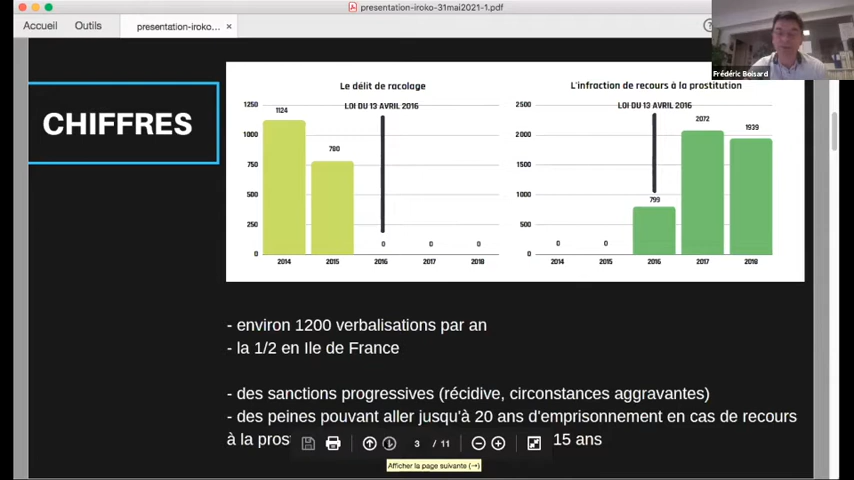 presentation-iroko-31mai2021-1.pdf
Accueil
Outils
presentation-iroko... ×
Frédéric Boisard
CHIFFRES
Le délit de racolage
LOI DU 13 AVRIL 2016
1250
1000
750
500
250
0
1124
780
0
0
0
2014
2015
2016
2017
2018
L'infraction de recours à la prostitution
LOI DU 13 AVRIL 2016
2500
2000
1500
1000
500
0
0
0
799
2072
1939
2014
2015
2016
2017
2018
- environ 1200 verbalisations par an
- la 1/2 en Ile de France
- des sanctions progressives (récidive, circonstances aggravantes)
- des peines pouvant aller jusqu'à 20 ans d'emprisonnement en cas de recours
à la 15 ans
3 / 11
Afficher la page suivante (→)